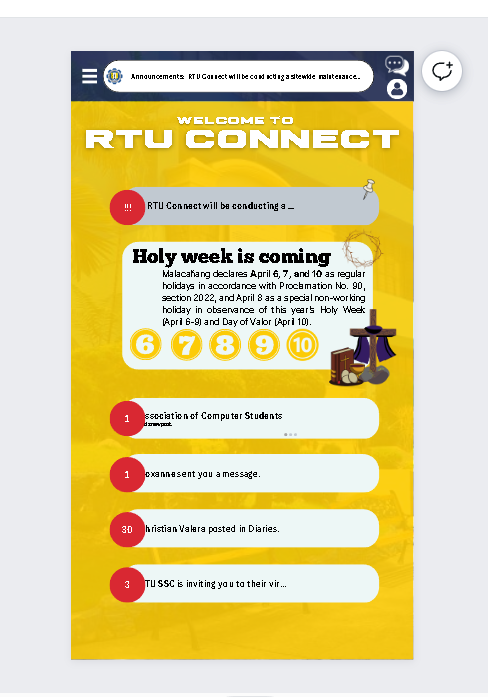 Announcements: RTU Connect will be conducting a sitewide maintenance...
WELCOME TO
RTU CONNECT
!!! RTU Connect will be conducting a ...
Holy week is coming
Malacañang declares April 6, 7, and 10 as regular
holidays in accordance with Proclamation No. 90,
section 2022, and April 8 as a special non-working
holiday in observance of this year's Holy Week
(April 6-9) and Day of Valor (April 10).
6 7 8 9 10
1 ssociation of Computer Students
1 oxanne sent you a message.
30 hristian Valera posted in Diaries.
3 TU SSC is inviting you to their vir...